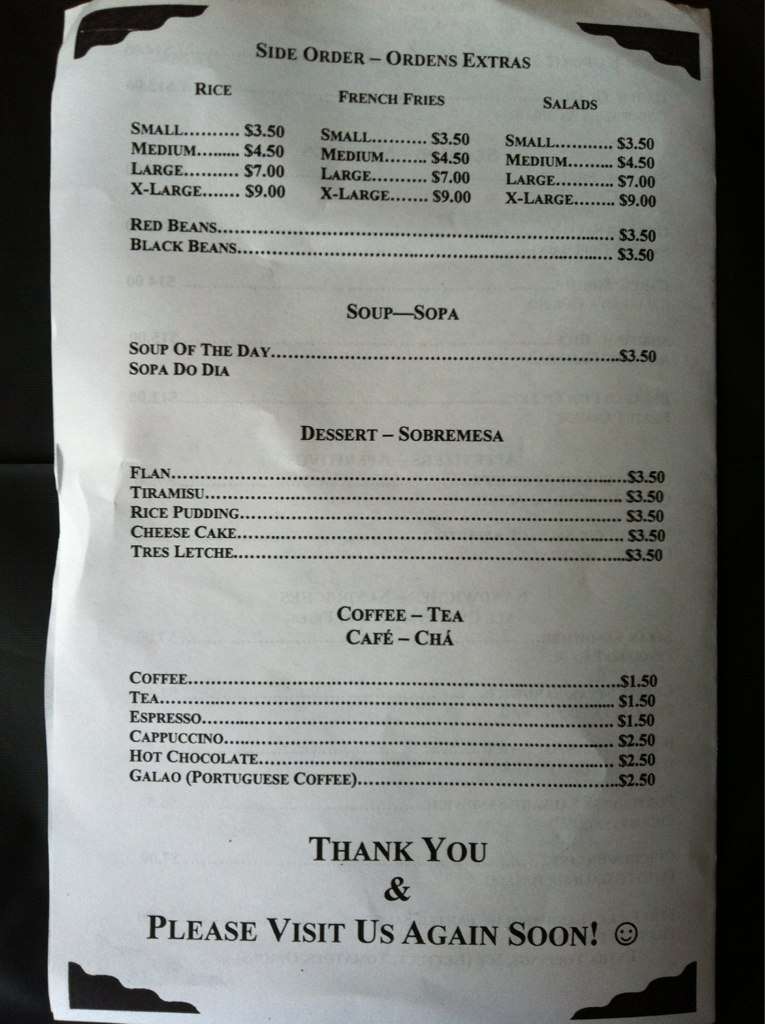 SIDE ORDER – ORDENS EXTRAS
RICE
SMALL.......... $3.50
MEDIUM......... $4.50
LARGE.......... $7.00
X-LARGE....... $9.00
FRENCH FRIES
SMALL.......... $3.50
MEDIUM........ $4.50
LARGE.......... $7.00
X-LARGE....... $9.00
SALADS
SMALL........... $3.50
MEDIUM......... $4.50
LARGE........... $7.00
X-LARGE........ $9.00
RED BEANS.......................................................................... $3.50
BLACK BEANS...................................................................... $3.50
SOUP—SOPA
SOUP OF THE DAY................................................................$3.50
SOPA DO DIA
DESSERT – SOBREMESA
FLAN....................................................................................$3.50
TIRAMISU............................................................................ $3.50
RICE PUDDING..................................................................... $3.50
CHEESE CAKE...................................................................... $3.50
TRES LETCHE.......................................................................$3.50
COFFEE – TEA
CAFÉ – CHÁ
COFFEE................................................................................$1.50
TEA..................................................................................... $1.50
ESPRESSO............................................................................. $1.50
CAPPUCCINO......................................................................... $2.50
HOT CHOCOLATE................................................................. $2.50
GALAO (PORTUGUESE COFFEE)................................................$2.50
THANK YOU
&
PLEASE VISIT US AGAIN SOON! ☺